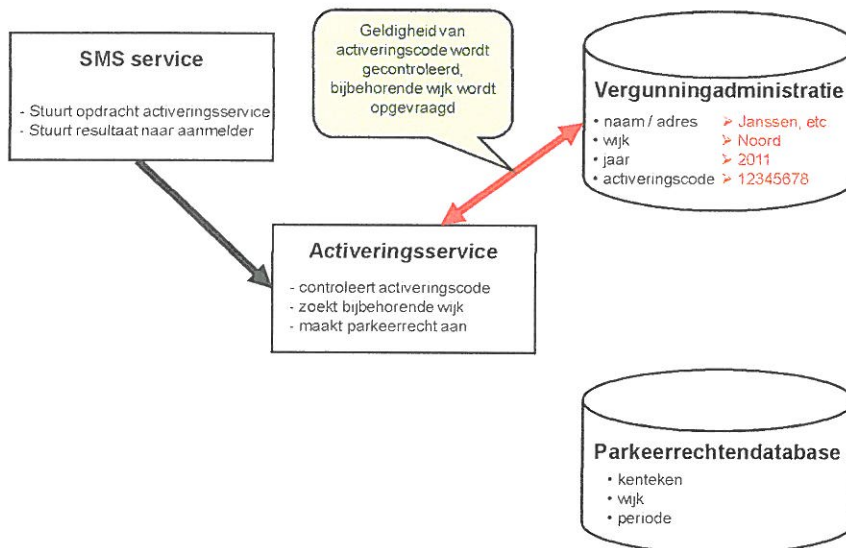 SMS service
- Stuurt opdracht activeringsservice
- Stuurt resultaat naar aanmelder
Geldigheid van
activeringscode wordt
gecontroleerd,
bijbehorende wijk wordt
opgevraagd
Vergunningadministratie
• naam / adres ➢ Janssen, etc.
• wijk ➢ Noord
• jaar ➢ 2011
• activeringscode ➢ 12345678
Activeringsservice
- controleert activeringscode
- zoekt bijbehorende wijk
- maakt parkeerrecht aan
Parkeerrechtendatabase
• kenteken
• wijk
• periode